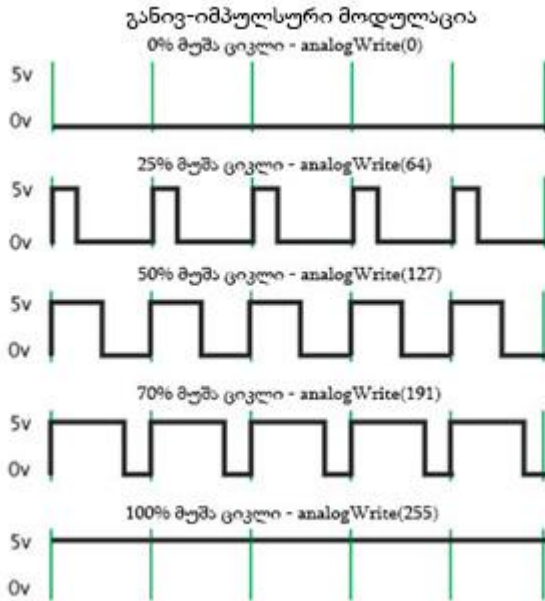 განივ-იმპულსური მოდულაცია
0% მუშა ციკლი - analogWrite(0)
5v
0v
25% მუშა ციკლი - analogWrite(64)
5v
0v
50% მუშა ციკლი - analogWrite(127)
5v
0v
70% მუშა ციკლი - analogWrite(191)
5v
0v
100% მუშა ციკლი - analogWrite(255)
5v
0v